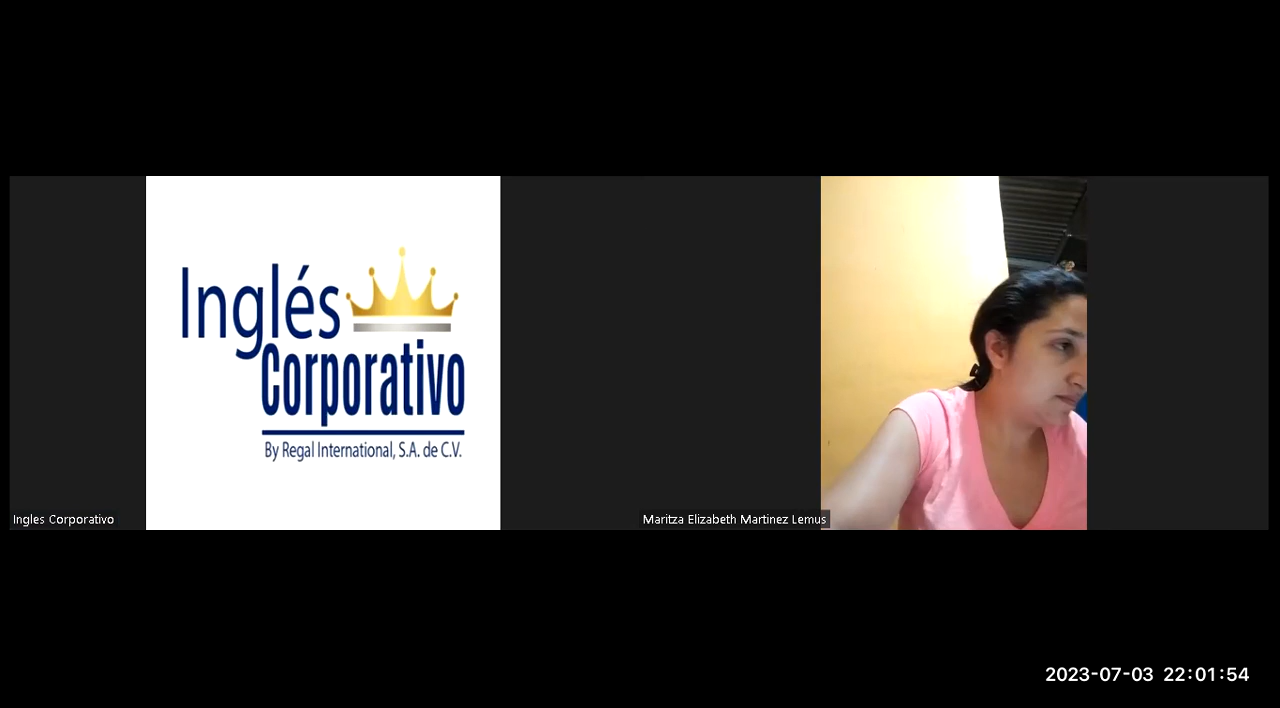 Inglés
Corporativo
By Regal International, S.A. de C.V.
Ingles Corporativo
Maritza Elizabeth Martinez Lemus
2023-07-03 22:01:54